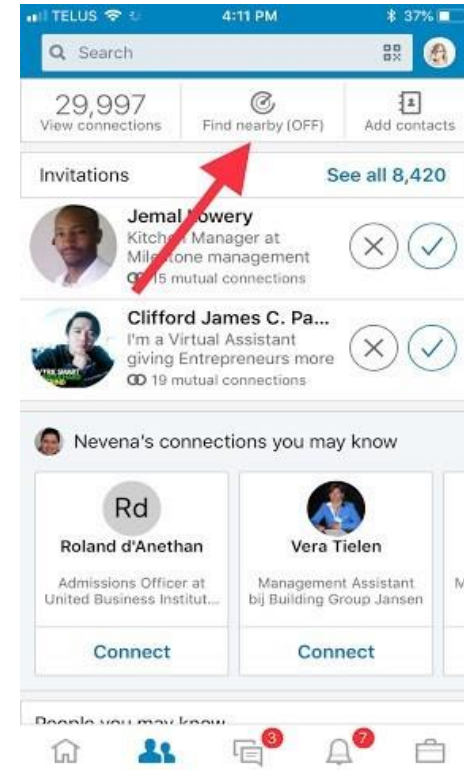 TELUS 4:11 PM 37%
Search
29,997
View connections
Find nearby (OFF)
Add contacts
Invitations
See all 8,420
Jemal Lowery
Kitchen Manager at
Milestone management
15 mutual connections
Clifford James C. Pa...
I'm a Virtual Assistant
giving Entrepreneurs more
19 mutual connections
Nevena's connections you may know
Rd
Roland d'Anethan
Admissions Officer at
United Business Institut...
Connect
Vera Tielen
Management Assistant
bij Building Group Jansen
Connect
M
People you may know
3
7